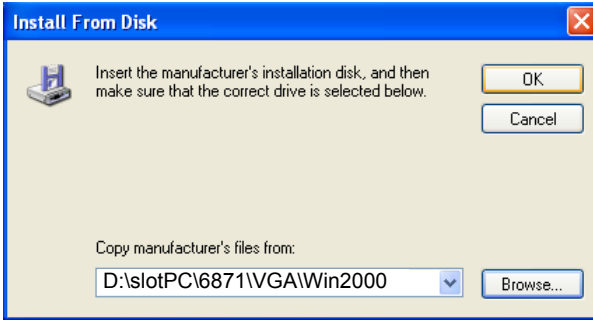 Install From Disk
Insert the manufacturer's installation disk, and then
make sure that the correct drive is selected below.
OK
Cancel
Copy manufacturer's files from:
D:\slotPC\6871\VGA\Win2000
Browse...